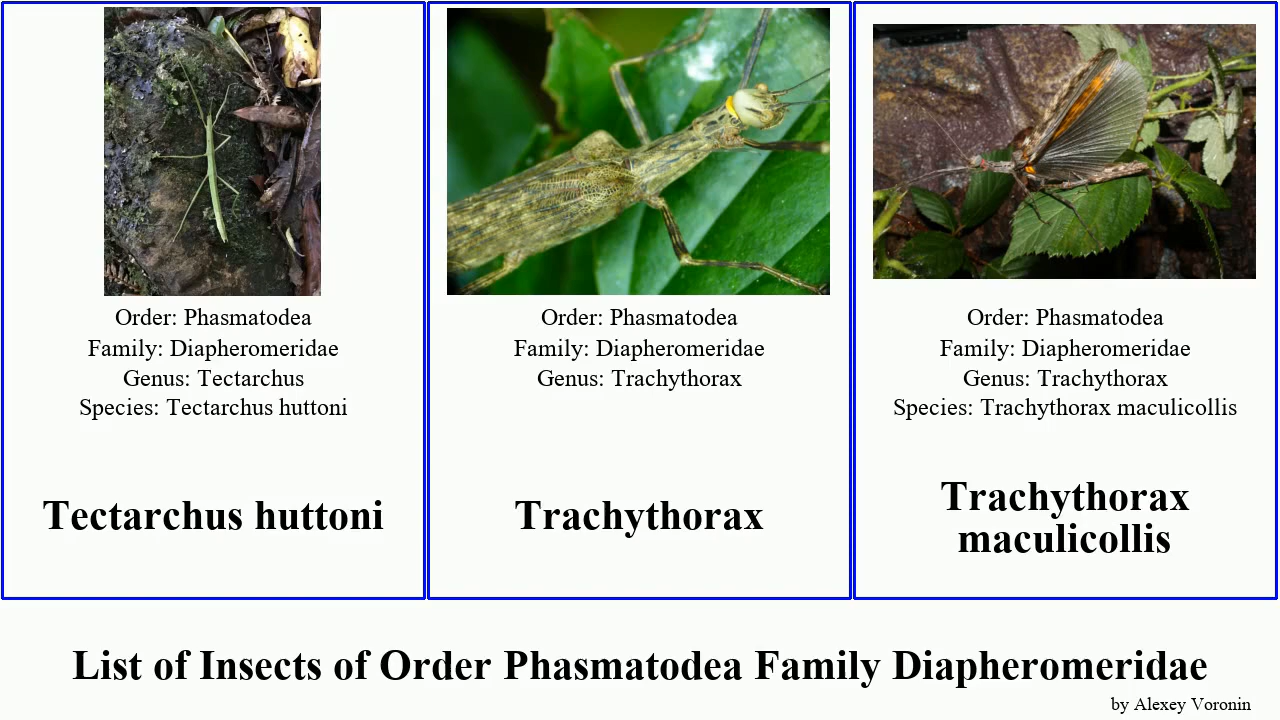 Order: Phasmatodea
Family: Diapheromeridae
Genus: Tectarchus
Species: Tectarchus huttoni
Tectarchus huttoni
Order: Phasmatodea
Family: Diapheromeridae
Genus: Trachythorax
Trachythorax
Order: Phasmatodea
Family: Diapheromeridae
Genus: Trachythorax
Species: Trachythorax maculicollis
Trachythorax
maculicollis
List of Insects of Order Phasmatodea Family Diapheromeridae
by Alexey Voronin